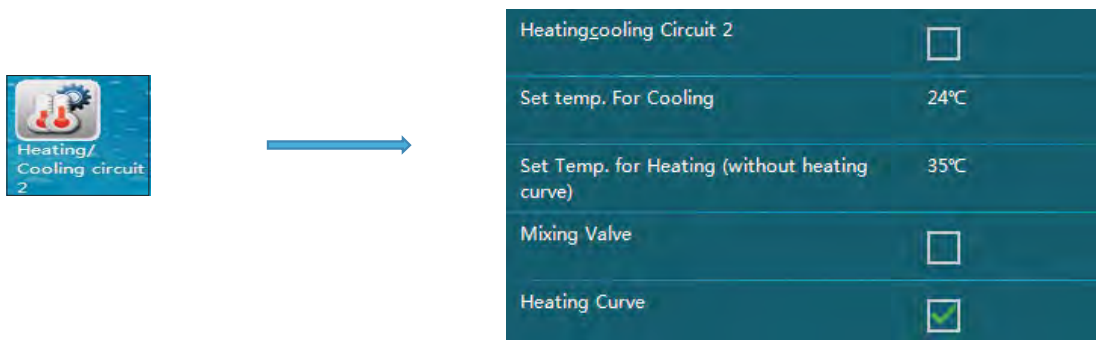 Heating/
Cooling circuit
2
Heatingcooling Circuit 2
Set temp. For Cooling 24℃
Set Temp. for Heating (without heating 35℃
curve)
Mixing Valve
Heating Curve